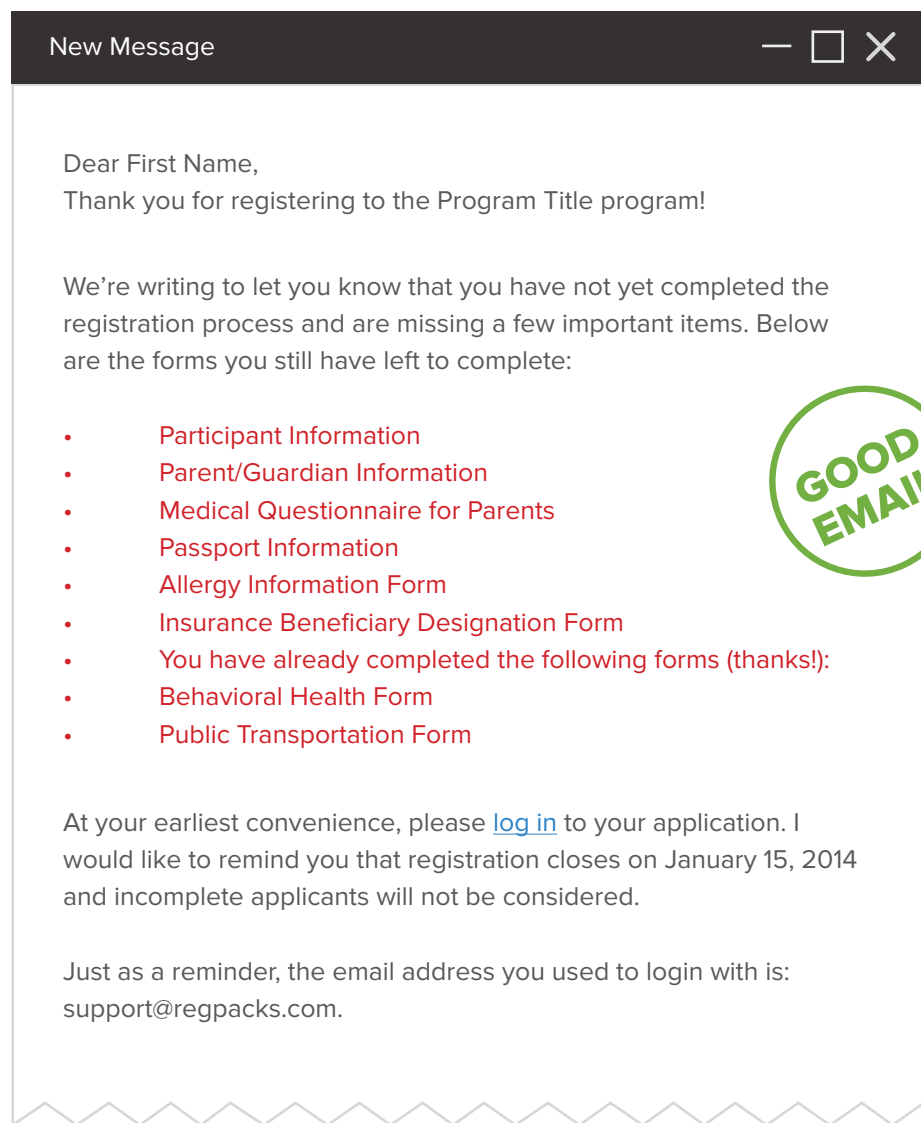 New Message
Dear First Name,
Thank you for registering to the Program Title program!
We’re writing to let you know that you have not yet completed the
registration process and are missing a few important items. Below
are the forms you still have left to complete:
• Participant Information
• Parent/Guardian Information
• Medical Questionnaire for Parents
• Passport Information
• Allergy Information Form
• Insurance Beneficiary Designation Form
• You have already completed the following forms (thanks!):
• Behavioral Health Form
• Public Transportation Form
GOOD
EMAIL
At your earliest convenience, please log in to your application. I
would like to remind you that registration closes on January 15, 2014
and incomplete applicants will not be considered.
Just as a reminder, the email address you used to login with is:
support@regpacks.com.